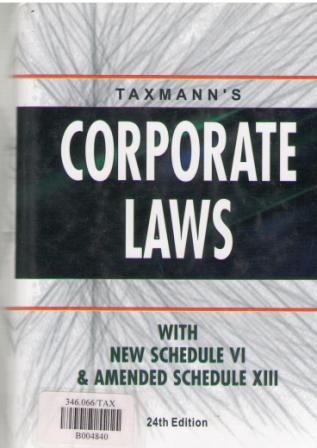 TAXMANN'S
CORPORATE
LAWS
WITH
NEW SCHEDULE VI
& AMENDED SCHEDULE XIII
346.066/TAX
B004840
24th Edition